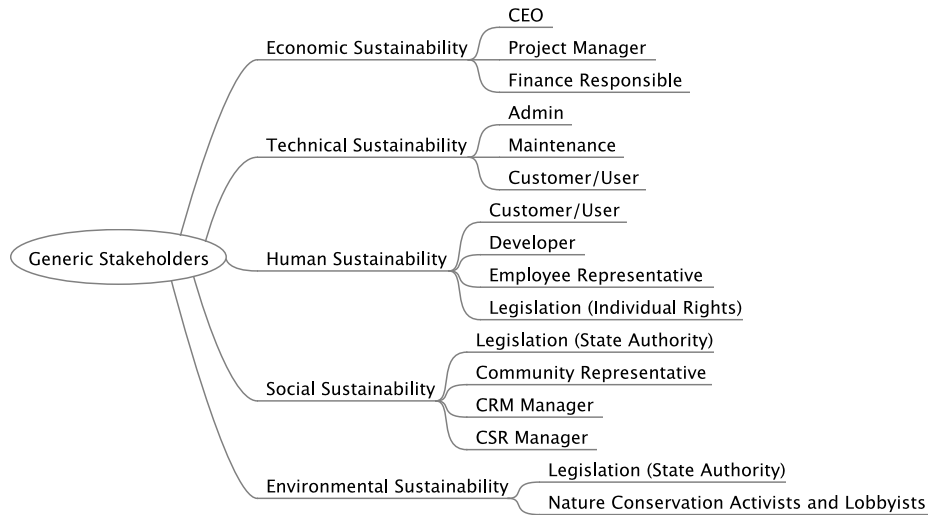 Generic Stakeholders
Economic Sustainability
CEO
Project Manager
Finance Responsible
Technical Sustainability
Admin
Maintenance
Customer/User
Human Sustainability
Customer/User
Developer
Employee Representative
Legislation (Individual Rights)
Social Sustainability
Legislation (State Authority)
Community Representative
CRM Manager
CSR Manager
Environmental Sustainability
Legislation (State Authority)
Nature Conservation Activists and Lobbyists